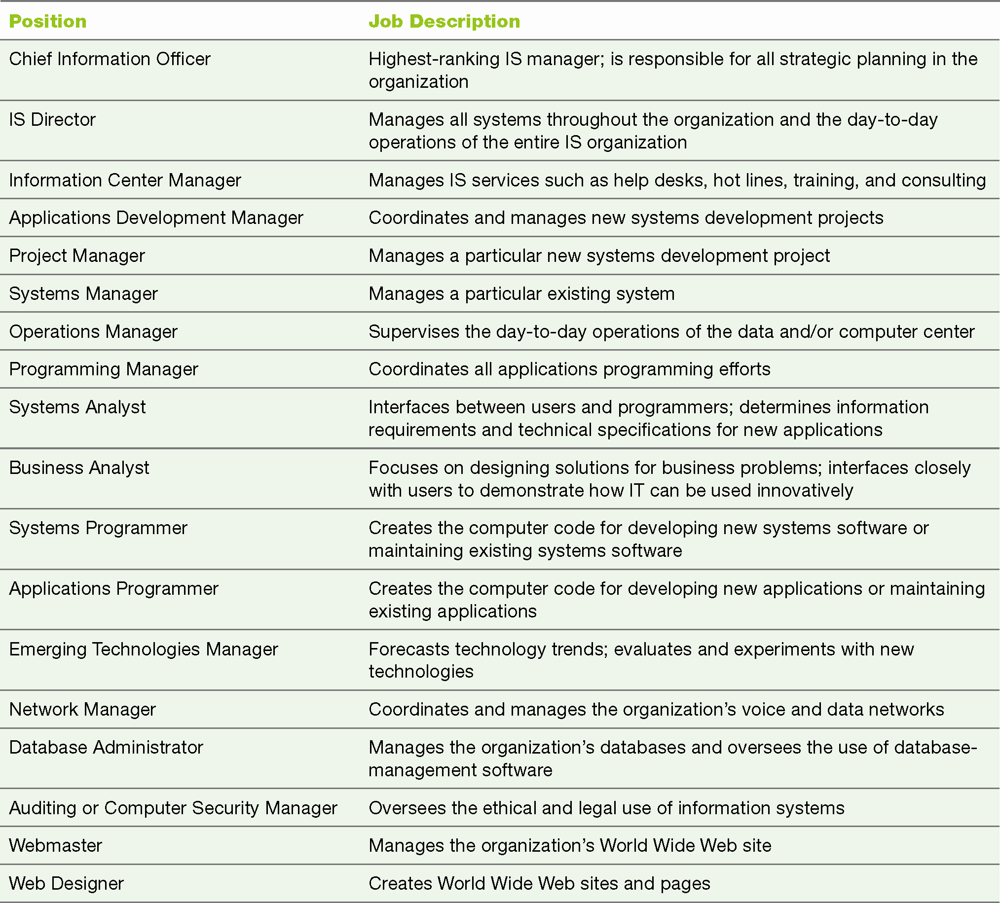 Position Job Description
Chief Information Officer Highest-ranking IS manager; is responsible for all strategic planning in the
organization
IS Director Manages all systems throughout the organization and the day-to-day
operations of the entire IS organization
Information Center Manager Manages IS services such as help desks, hot lines, training, and consulting
Applications Development Manager Coordinates and manages new systems development projects
Project Manager Manages a particular new systems development project
Systems Manager Manages a particular existing system
Operations Manager Supervises the day-to-day operations of the data and/or computer center
Programming Manager Coordinates all applications programming efforts
Systems Analyst Interfaces between users and programmers; determines information
requirements and technical specifications for new applications
Business Analyst Focuses on designing solutions for business problems; interfaces closely
with users to demonstrate how IT can be used innovatively
Systems Programmer Creates the computer code for developing new systems software or
maintaining existing systems software
Applications Programmer Creates the computer code for developing new applications or maintaining
existing applications
Emerging Technologies Manager Forecasts technology trends; evaluates and experiments with new
technologies
Network Manager Coordinates and manages the organization’s voice and data networks
Database Administrator Manages the organization’s databases and oversees the use of database-
management software
Auditing or Computer Security Manager Oversees the ethical and legal use of information systems
Webmaster Manages the organization’s World Wide Web site
Web Designer Creates World Wide Web sites and pages